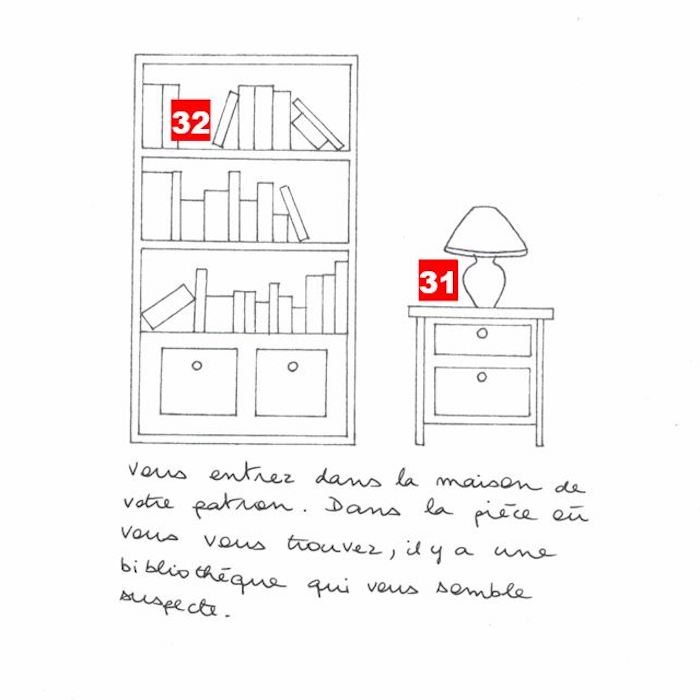 32
31
vous entrez dans la maison de
votre patron. Dans la pièce où
vous vous trouvez, il y a une
bibliothèque qui vous semble
suspecte.